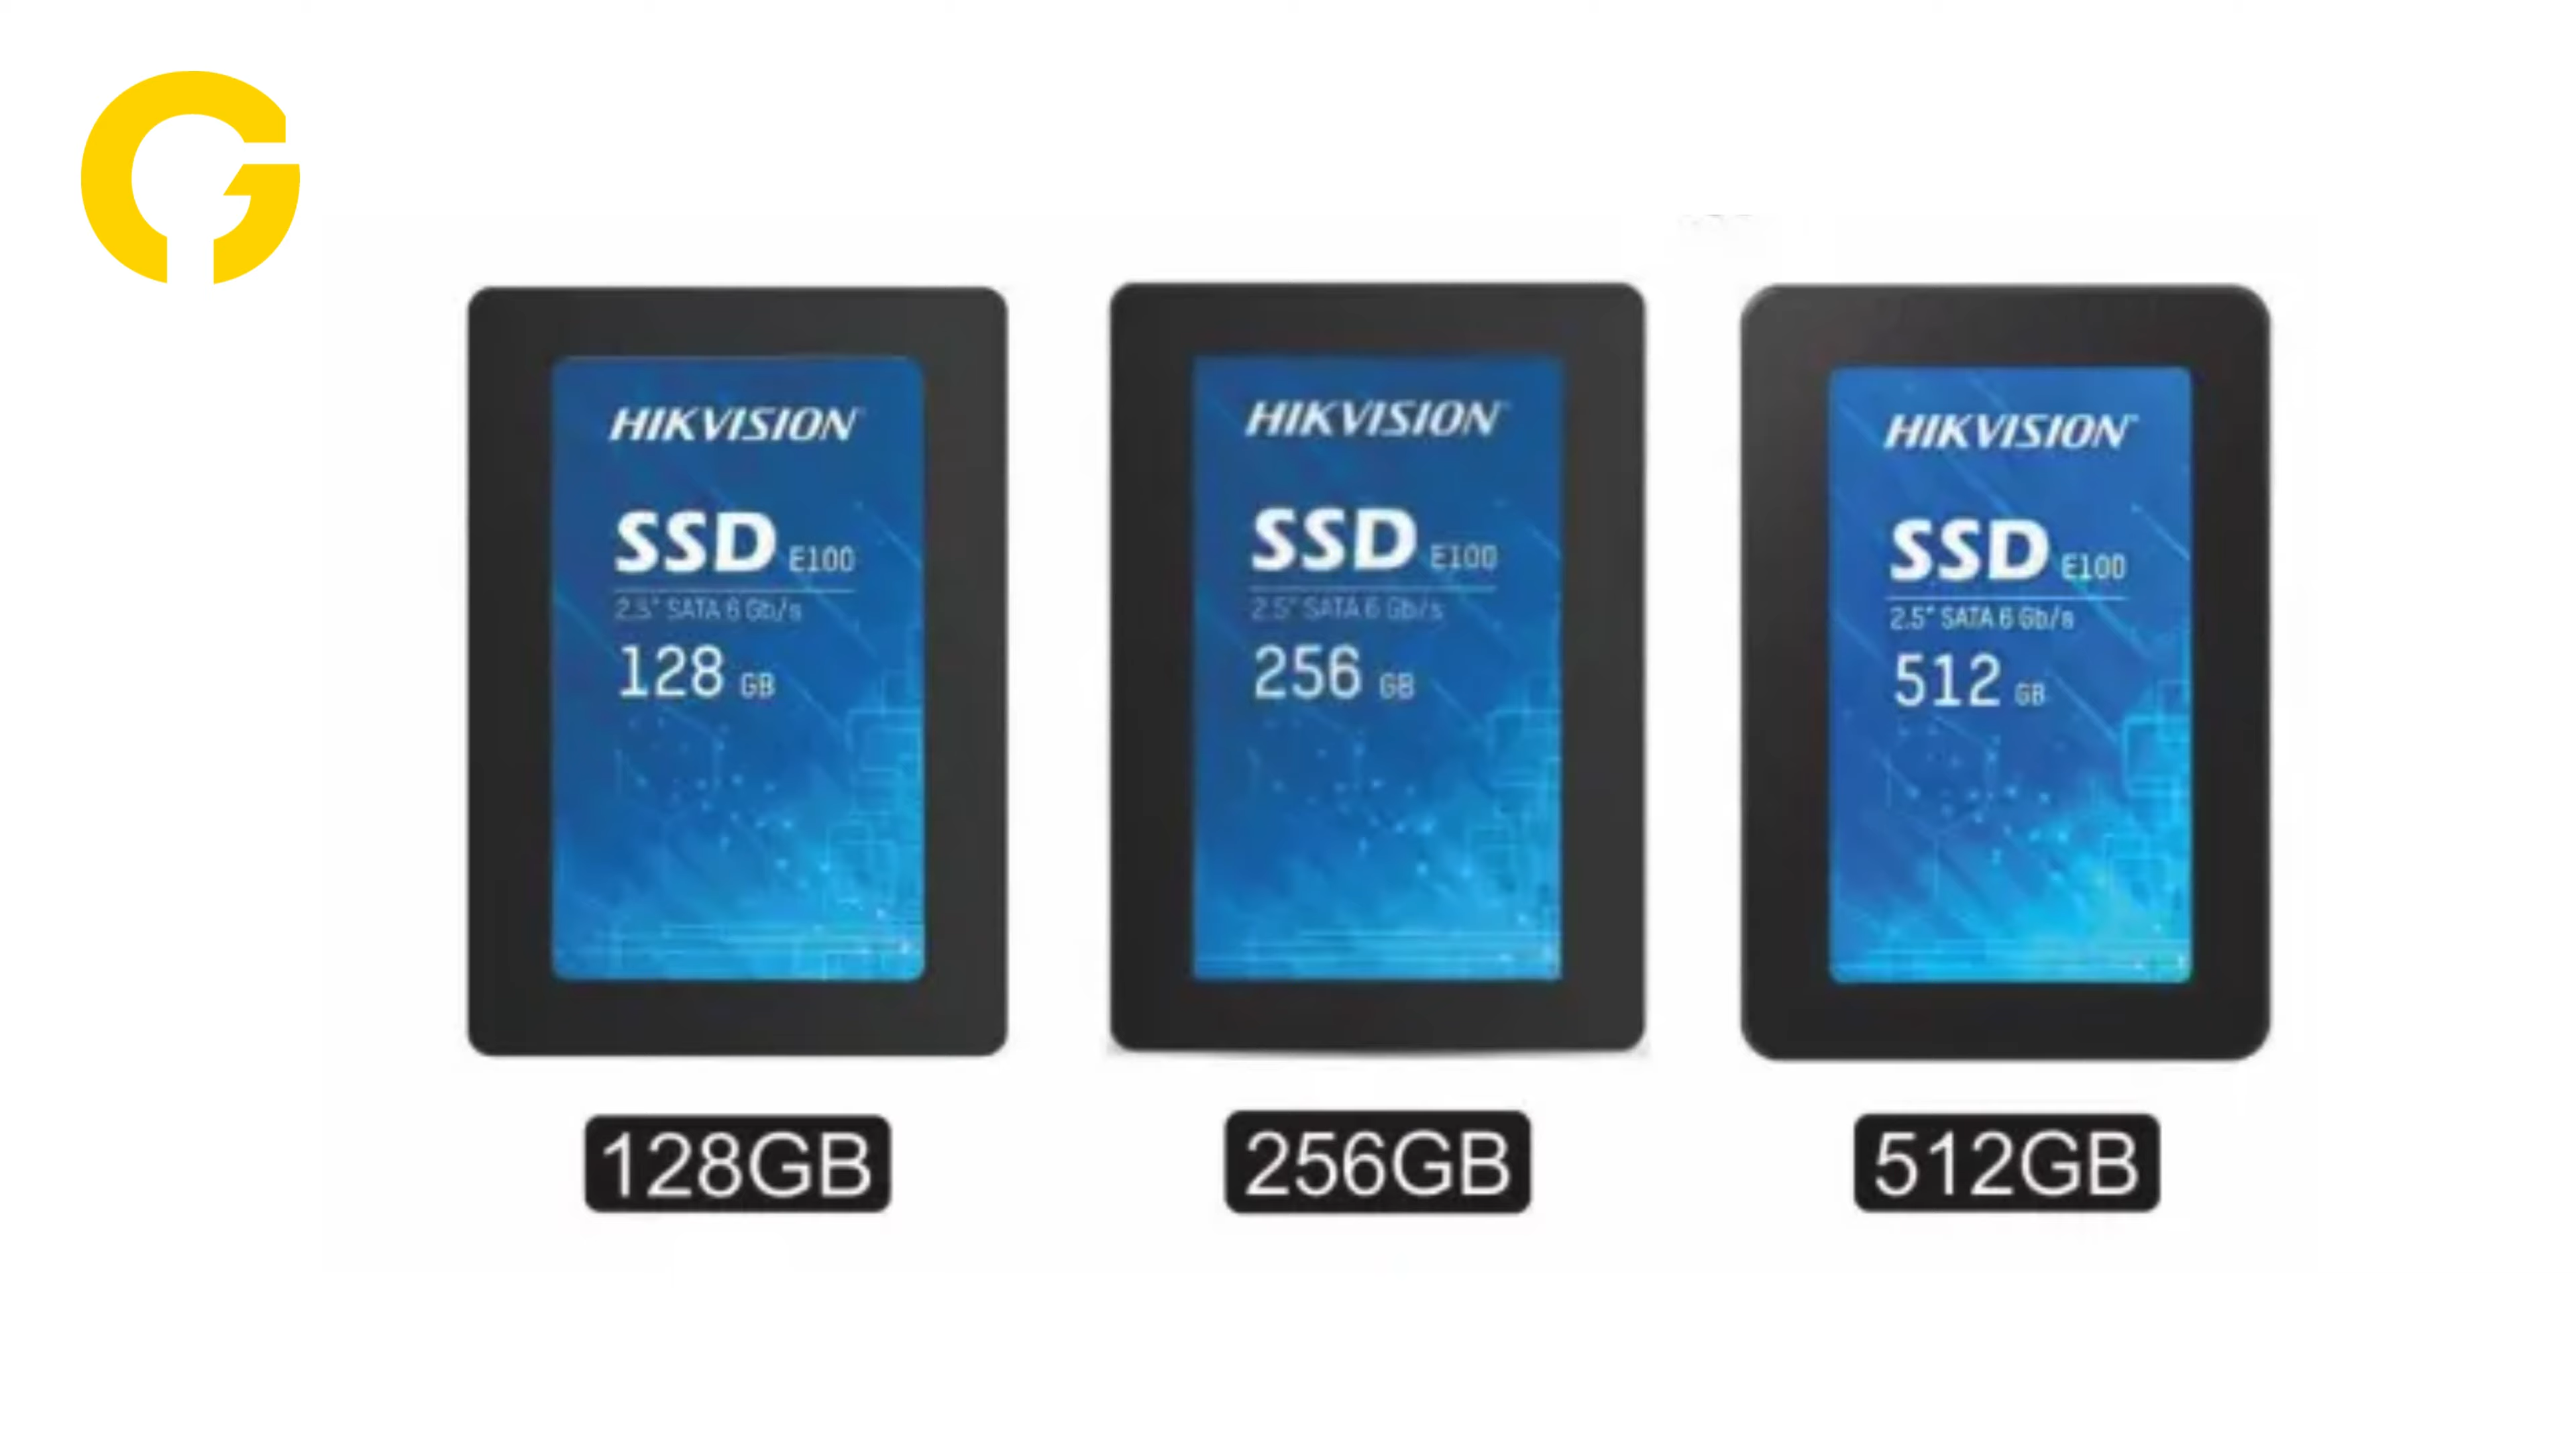 HIKVISION
SSD E100
2.5" SATA 6 Gb/s
128 GB
128GB
HIKVISION
SSD E100
2.5" SATA 6 Gb/s
256 GB
256GB
HIKVISION
SSD E100
2.5" SATA 6 Gb/s
512 GB
512GB